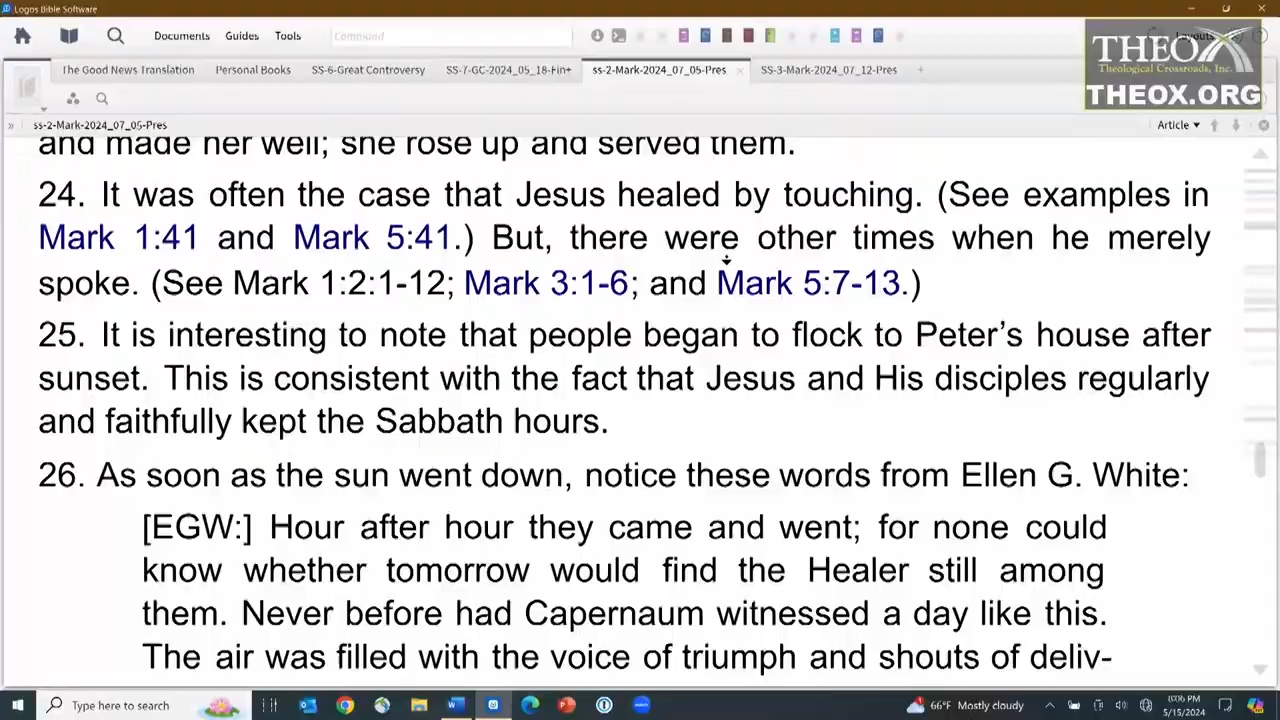 Logos Bible Software
Documents Guides Tools Command Layouts
THEOX
Theological Crossroads, Inc.
THEOX.ORG
The Good News Translation Personal Books SS-6-Great Controversy .05_18-Fin+ ss-2-Mark-2024_07_05-Pres × SS-3-Mark-2024_07_12-Pres +
» ss-2-Mark-2024_07_05-Pres Article
and made her well; she rose up and served them.
24. It was often the case that Jesus healed by touching. (See examples in
Mark 1:41 and Mark 5:41.) But, there were other times when he merely
spoke. (See Mark 1:2:1-12; Mark 3:1-6; and Mark 5:7-13.)
25. It is interesting to note that people began to flock to Peter’s house after
sunset. This is consistent with the fact that Jesus and His disciples regularly
and faithfully kept the Sabbath hours.
26. As soon as the sun went down, notice these words from Ellen G. White:
[EGW:] Hour after hour they came and went; for none could
know whether tomorrow would find the Healer still among
them. Never before had Capernaum witnessed a day like this.
The air was filled with the voice of triumph and shouts of deliv-
Type here to search 66°F Mostly cloudy 5/15/2024